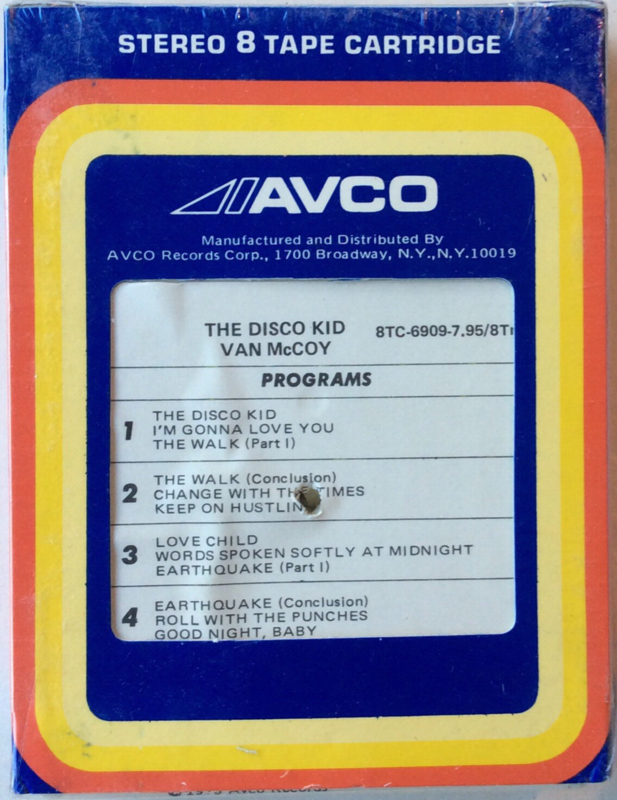 STEREO 8 TAPE CARTRIDGE
AVCO
Manufactured and Distributed By
AVCO Records Corp., 1700 Broadway, N.Y.,N.Y.10019
THE DISCO KID 8TC-6909-7.95/8Tr
VAN McCOY
PROGRAMS
1 THE DISCO KID
I'M GONNA LOVE YOU
THE WALK (Part I)
2 THE WALK (Conclusion)
CHANGE WITH THE TIMES
KEEP ON HUSTLIN
3 LOVE CHILD
WORDS SPOKEN SOFTLY AT MIDNIGHT
EARTHQUAKE (Part I)
4 EARTHQUAKE (Conclusion)
ROLL WITH THE PUNCHES
GOOD NIGHT, BABY
Avco Records